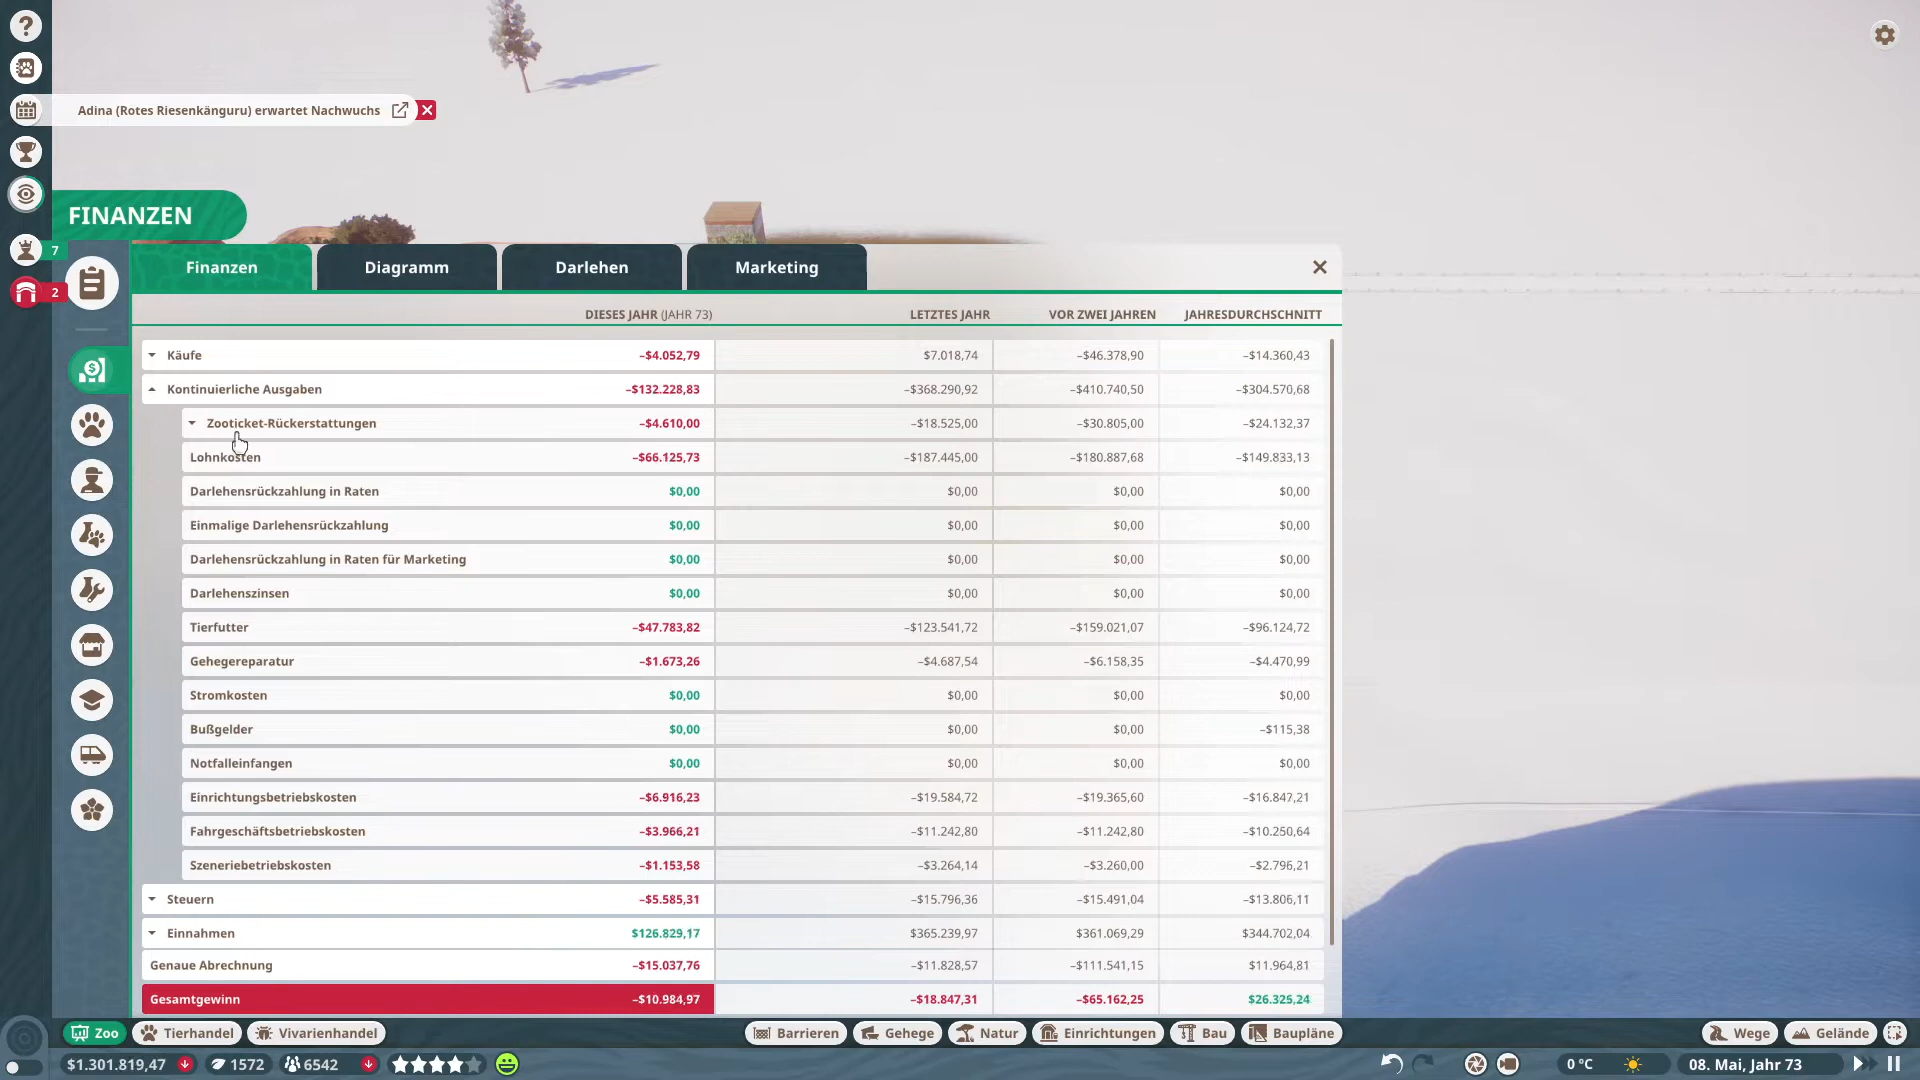 ?
Adina (Rotes Riesenkänguru) erwartet Nachwuchs
FINANZEN
7
2
Finanzen Diagramm Darlehen Marketing
DIESES JAHR (JAHR 73) LETZTES JAHR VOR ZWEI JAHREN JAHRESDURCHSCHNITT
Käufe –$4.052,79 $7.018,74 –$46.378,90 –$14.360,43
Kontinuierliche Ausgaben –$132.228,83 –$368.290,92 –$410.740,50 –$304.570,68
Zooticket-Rückerstattungen –$4.610,00 –$18.525,00 –$30.805,00 –$24.132,37
Lohnkosten –$66.125,73 –$187.445,00 –$180.887,68 –$149.833,13
Darlehensrückzahlung in Raten $0,00 $0,00 $0,00 $0,00
Einmalige Darlehensrückzahlung $0,00 $0,00 $0,00 $0,00
Darlehensrückzahlung in Raten für Marketing $0,00 $0,00 $0,00 $0,00
Darlehenszinsen $0,00 $0,00 $0,00 $0,00
Tierfutter –$47.783,82 –$123.541,72 –$159.021,07 –$96.124,72
Gehegereparatur –$1.673,26 –$4.687,54 –$6.158,35 –$4.470,99
Stromkosten $0,00 $0,00 $0,00 $0,00
Bußgelder $0,00 $0,00 $0,00 –$115,38
Notfalleinfangen $0,00 $0,00 $0,00 $0,00
Einrichtungsbetriebskosten –$6.916,23 –$19.584,72 –$19.365,60 –$16.847,21
Fahrgeschäftsbetriebskosten –$3.966,21 –$11.242,80 –$11.242,80 –$10.250,64
Szeneriebetriebskosten –$1.153,58 –$3.264,14 –$3.260,00 –$2.796,21
Steuern –$5.585,31 –$15.796,36 –$15.491,04 –$13.806,11
Einnahmen $126.829,17 $365.239,97 $361.069,29 $344.702,04
Genaue Abrechnung –$15.037,76 –$11.828,57 –$111.541,15 $11.964,81
Gesamtgewinn –$10.984,97 –$18.847,31 –$65.162,25 $26.325,24
Zoo Tierhandel Vivarienhandel Barrieren Gehege Natur Einrichtungen Bau Baupläne Wege Gelände
$1.301.819,47 1572 6542 0 °C 08. Mai, Jahr 73